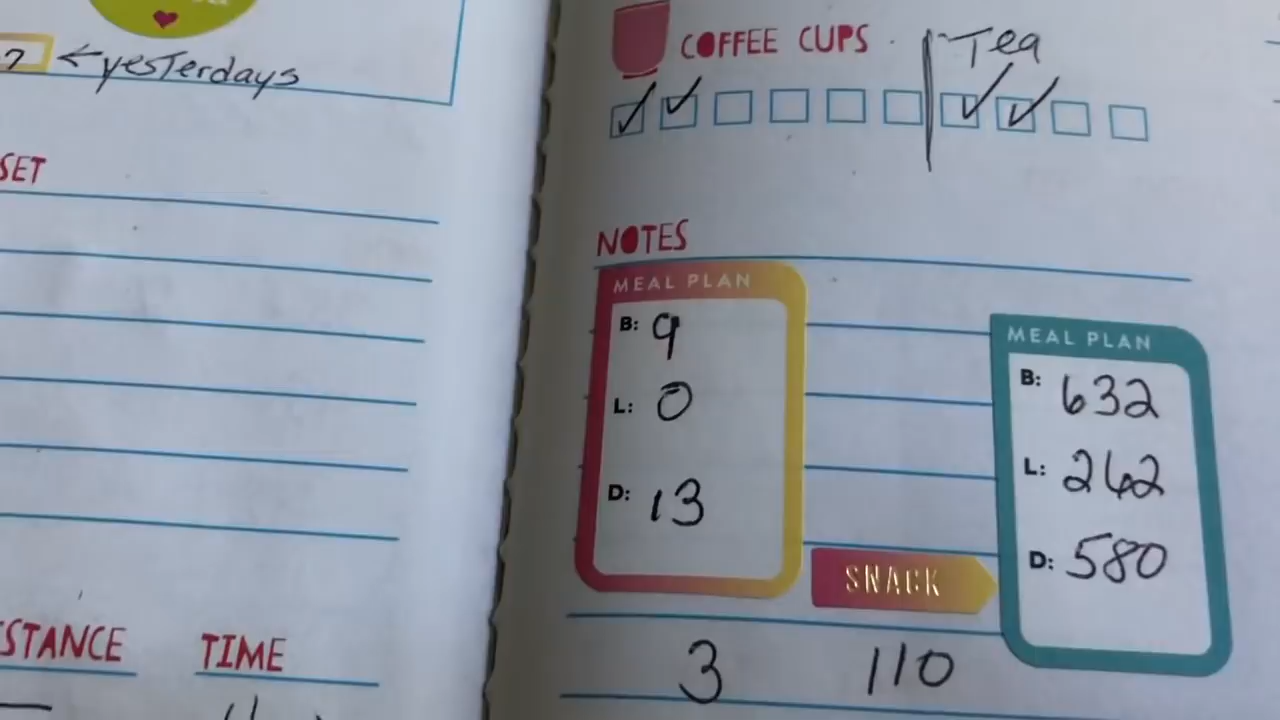 7 ← yesterdays
SET
STANCE TIME
COFFEE CUPS Tea
NOTES
MEAL PLAN
B: 9
L: 0
D: 13
SNACK
3 110
MEAL PLAN
B: 632
L: 262
D: 580